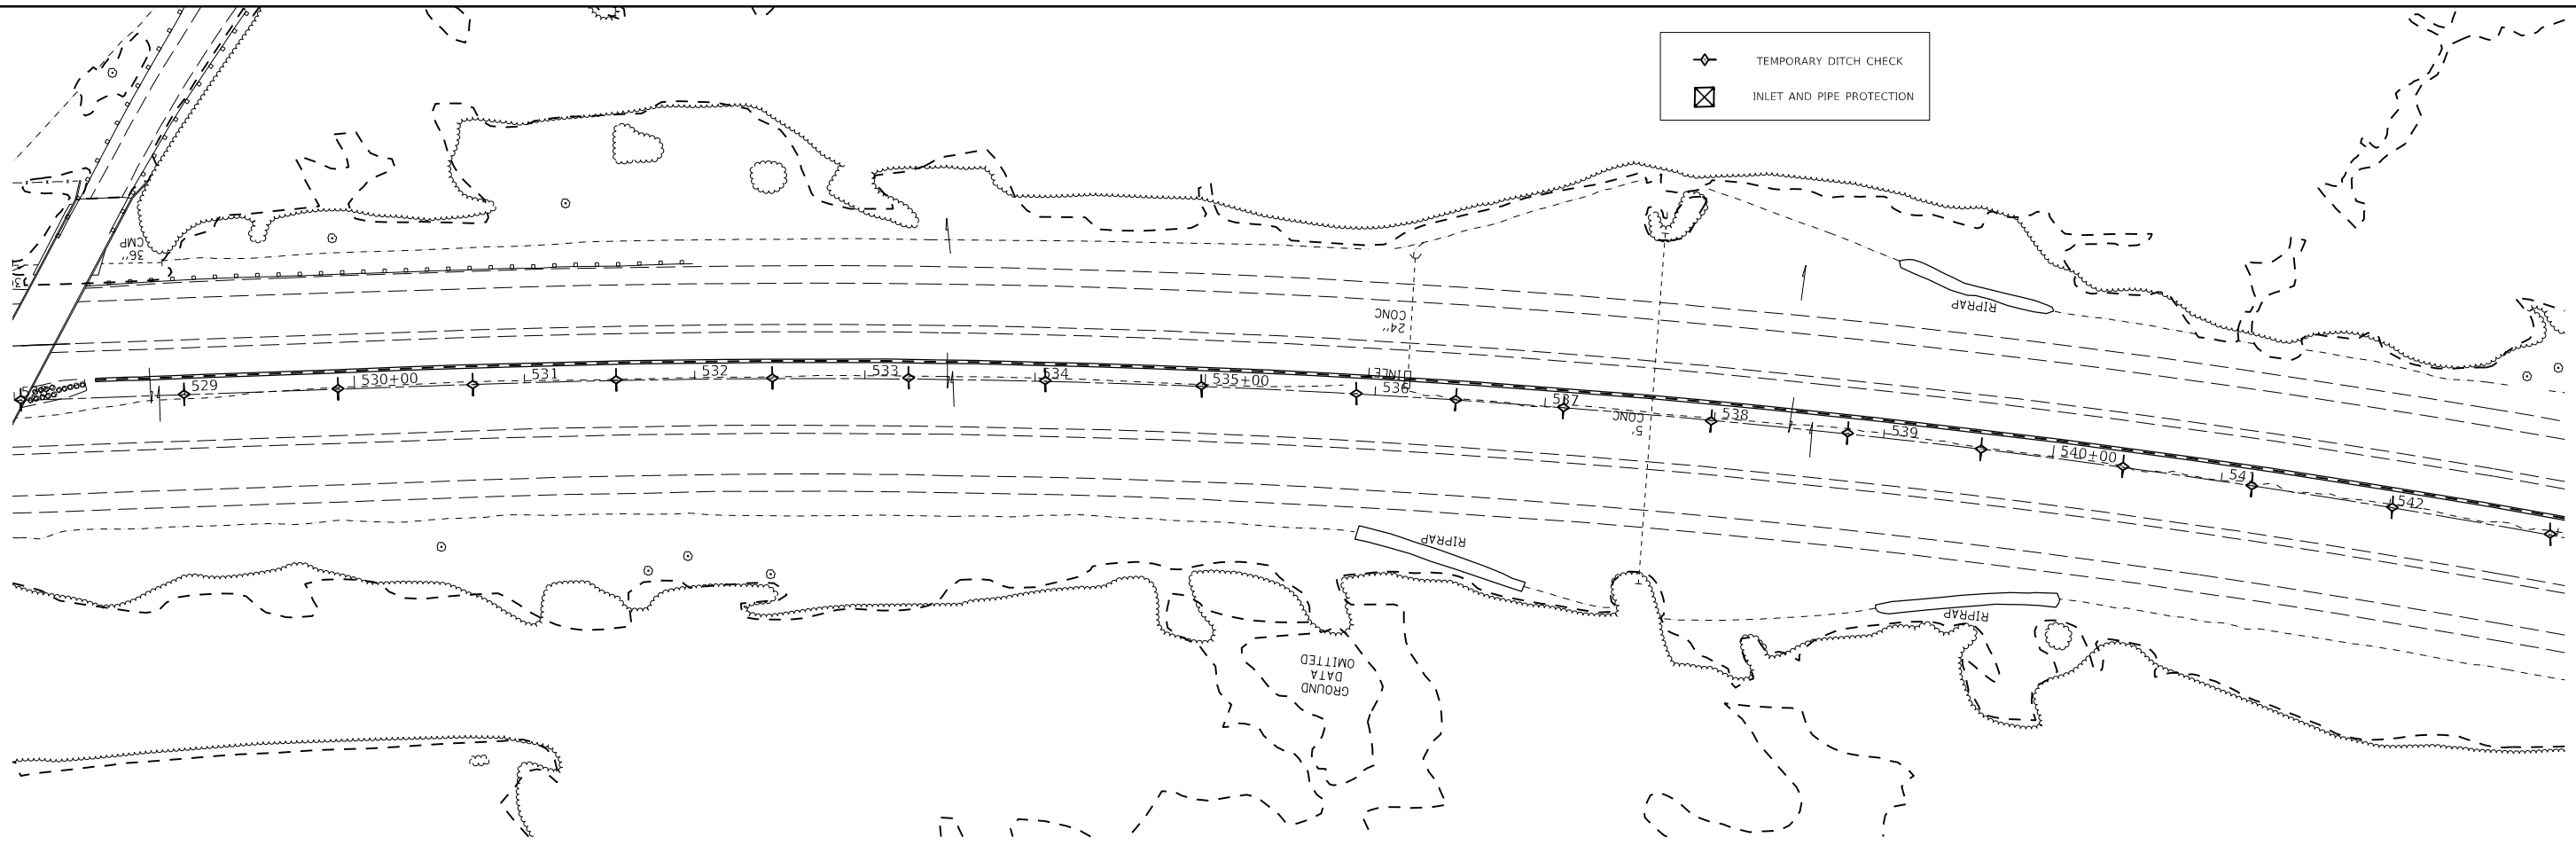 TEMPORARY DITCH CHECK
INLET AND PIPE PROTECTION
36" CMP
RIPRAP
24" CONC
INLET
529
530+00
531
532
533
534
535+00
536
537
538
539
540+00
541
542
5' CONC
RIPRAP
RIPRAP
GROUND
DATA
OMITTED